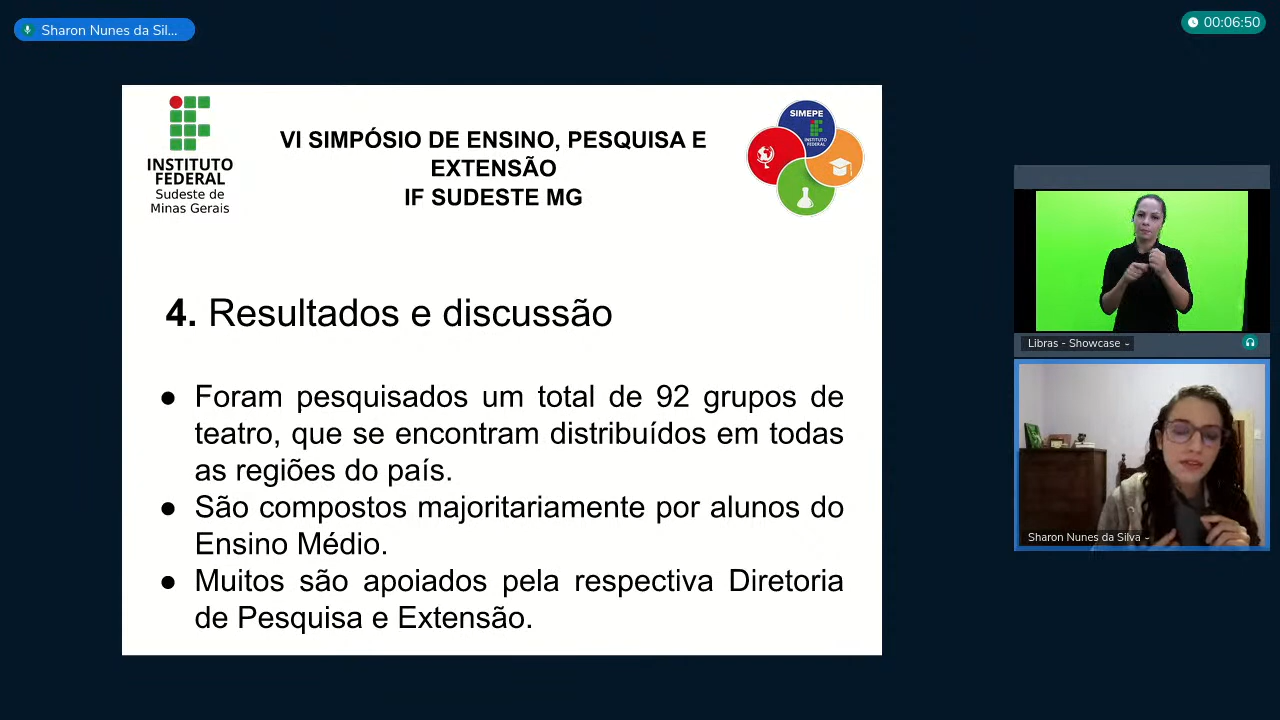 Sharon Nunes da Sil...
00:06:50
INSTITUTO
FEDERAL
Sudeste de
Minas Gerais
VI SIMPÓSIO DE ENSINO, PESQUISA E
EXTENSÃO
IF SUDESTE MG
SIMEPE
INSTITUTO
FEDERAL
4. Resultados e discussão
● Foram pesquisados um total de 92 grupos de
teatro, que se encontram distribuídos em todas
as regiões do país.
● São compostos majoritariamente por alunos do
Ensino Médio.
● Muitos são apoiados pela respectiva Diretoria
de Pesquisa e Extensão.
Libras - Showcase
Sharon Nunes da Silva